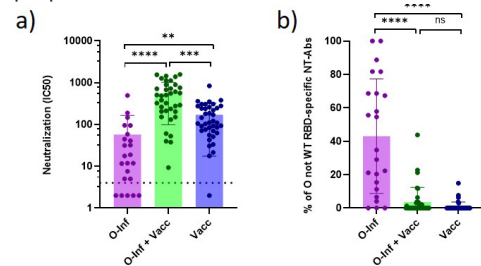 a)
**
****
***
Neutralization (IC50)
10000
1000
100
10
1
O-Inf
O-Inf + Vacc
Vacc
b)
****
****
ns
% of O not WT RBD-specific NT-Abs
100
80
60
40
20
0
O-Inf
O-Inf + Vacc
Vacc